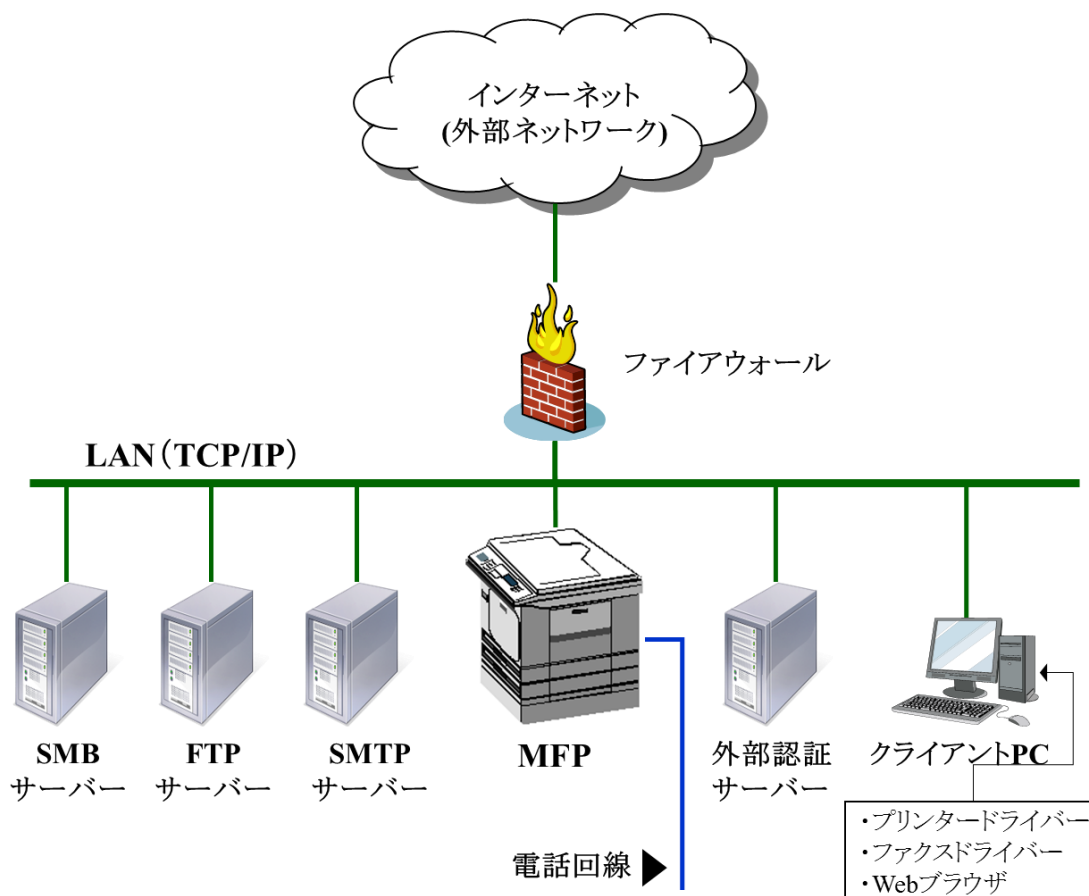 インターネット
(外部ネットワーク)
ファイアウォール
LAN（TCP/IP）
SMB
サーバー
FTP
サーバー
SMTP
サーバー
MFP
外部認証
サーバー
クライアントPC
電話回線 ▶
・プリンタードライバー
・ファクスドライバー
・Webブラウザ